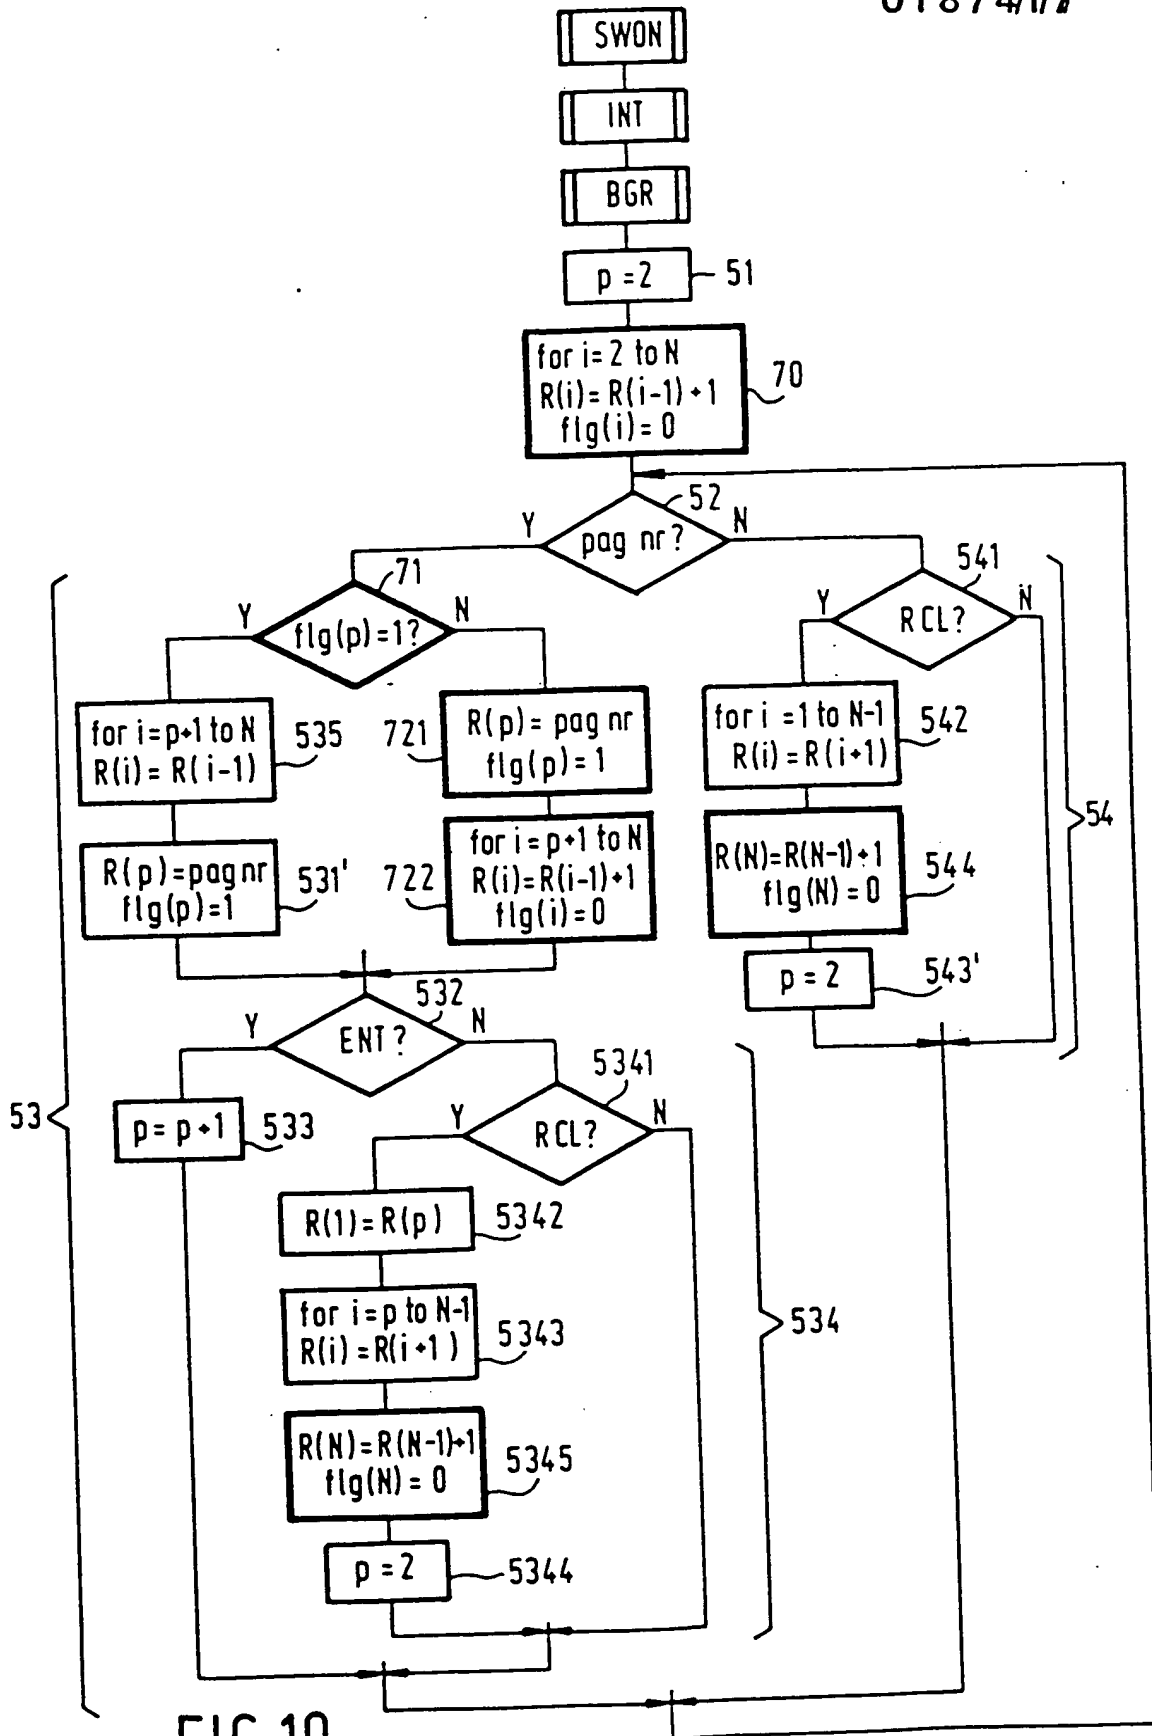 SWON
INT
BGR
p = 2
51
for i = 2 to N
R(i) = R(i-1) + 1
flg(i) = 0
70
52
Y
pag nr?
N
71
Y
flg(p) = 1?
N
541
Y
RCL?
N
for i = p+1 to N
R(i) = R(i-1)
535
721
R(p) = pag nr
flg(p) = 1
for i = 1 to N-1
R(i) = R(i+1)
542
R(p) = pag nr
flg(p) = 1
531'
722
for i = p+1 to N
R(i) = R(i-1)+1
flg(i) = 0
R(N)=R(N-1)+1
flg(N) = 0
544
54
p = 2
543'
532
Y
ENT?
N
53
p = p+1
533
5341
Y
RCL?
N
R(1) = R(p)
5342
for i = p to N-1
R(i) = R(i+1)
5343
534
R(N)=R(N-1)+1
flg(N) = 0
5345
p = 2
5344
FIG.10